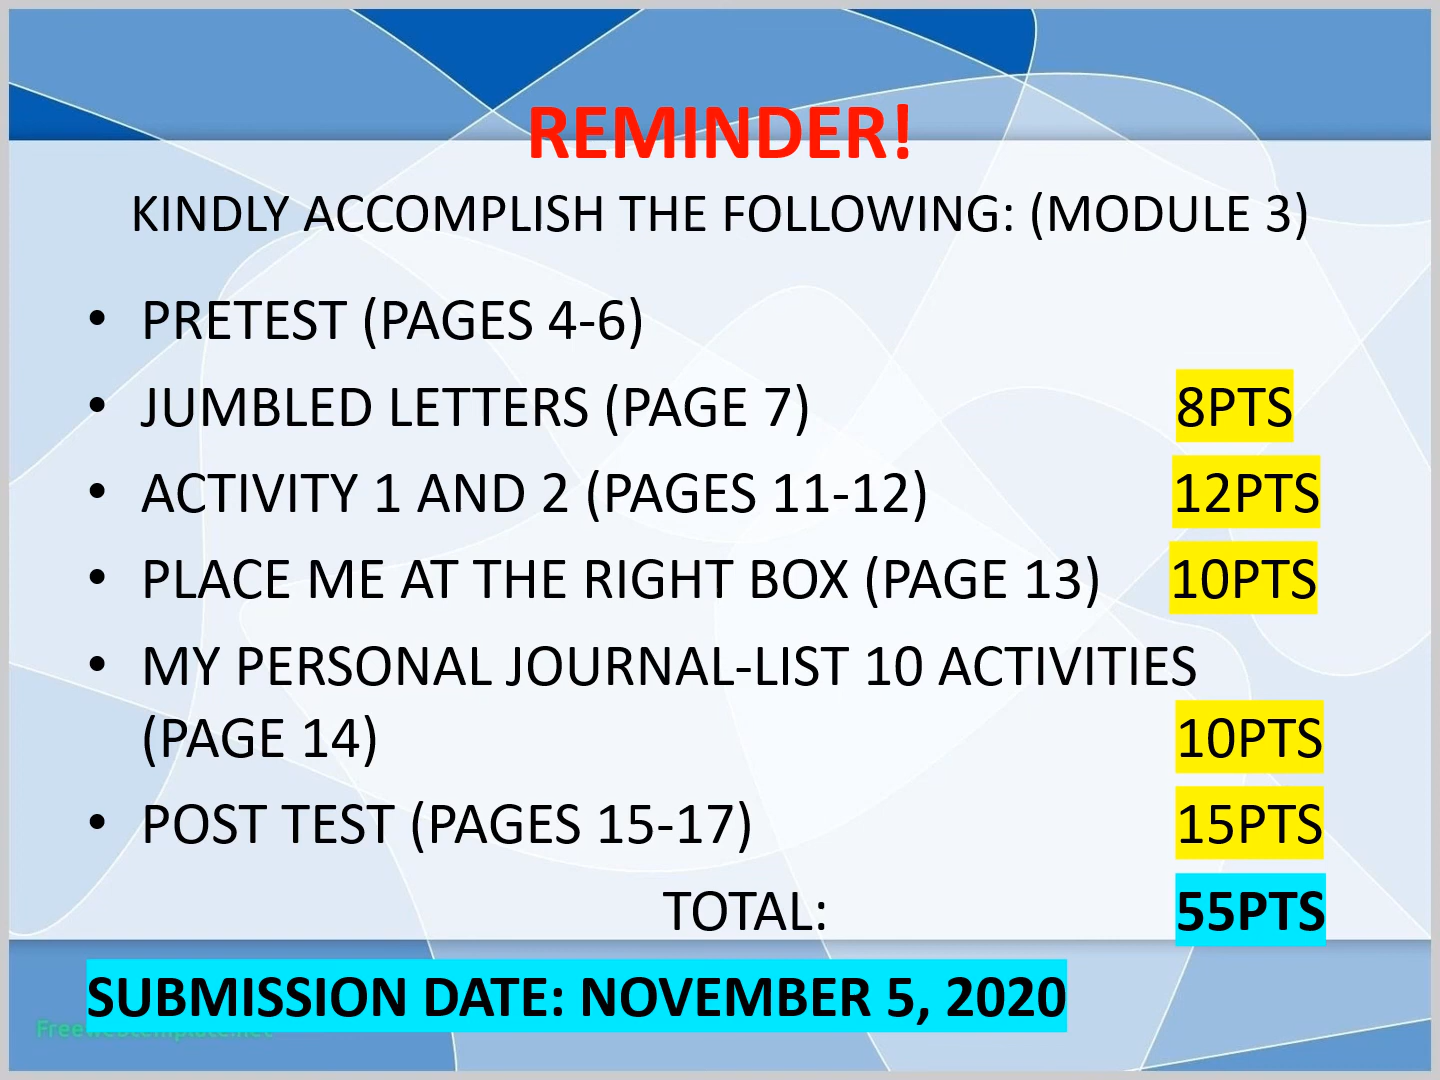 REMINDER!
KINDLY ACCOMPLISH THE FOLLOWING: (MODULE 3)
• PRETEST (PAGES 4-6)
• JUMBLED LETTERS (PAGE 7) 8PTS
• ACTIVITY 1 AND 2 (PAGES 11-12) 12PTS
• PLACE ME AT THE RIGHT BOX (PAGE 13) 10PTS
• MY PERSONAL JOURNAL-LIST 10 ACTIVITIES
(PAGE 14) 10PTS
• POST TEST (PAGES 15-17) 15PTS
TOTAL: 55PTS
SUBMISSION DATE: NOVEMBER 5, 2020